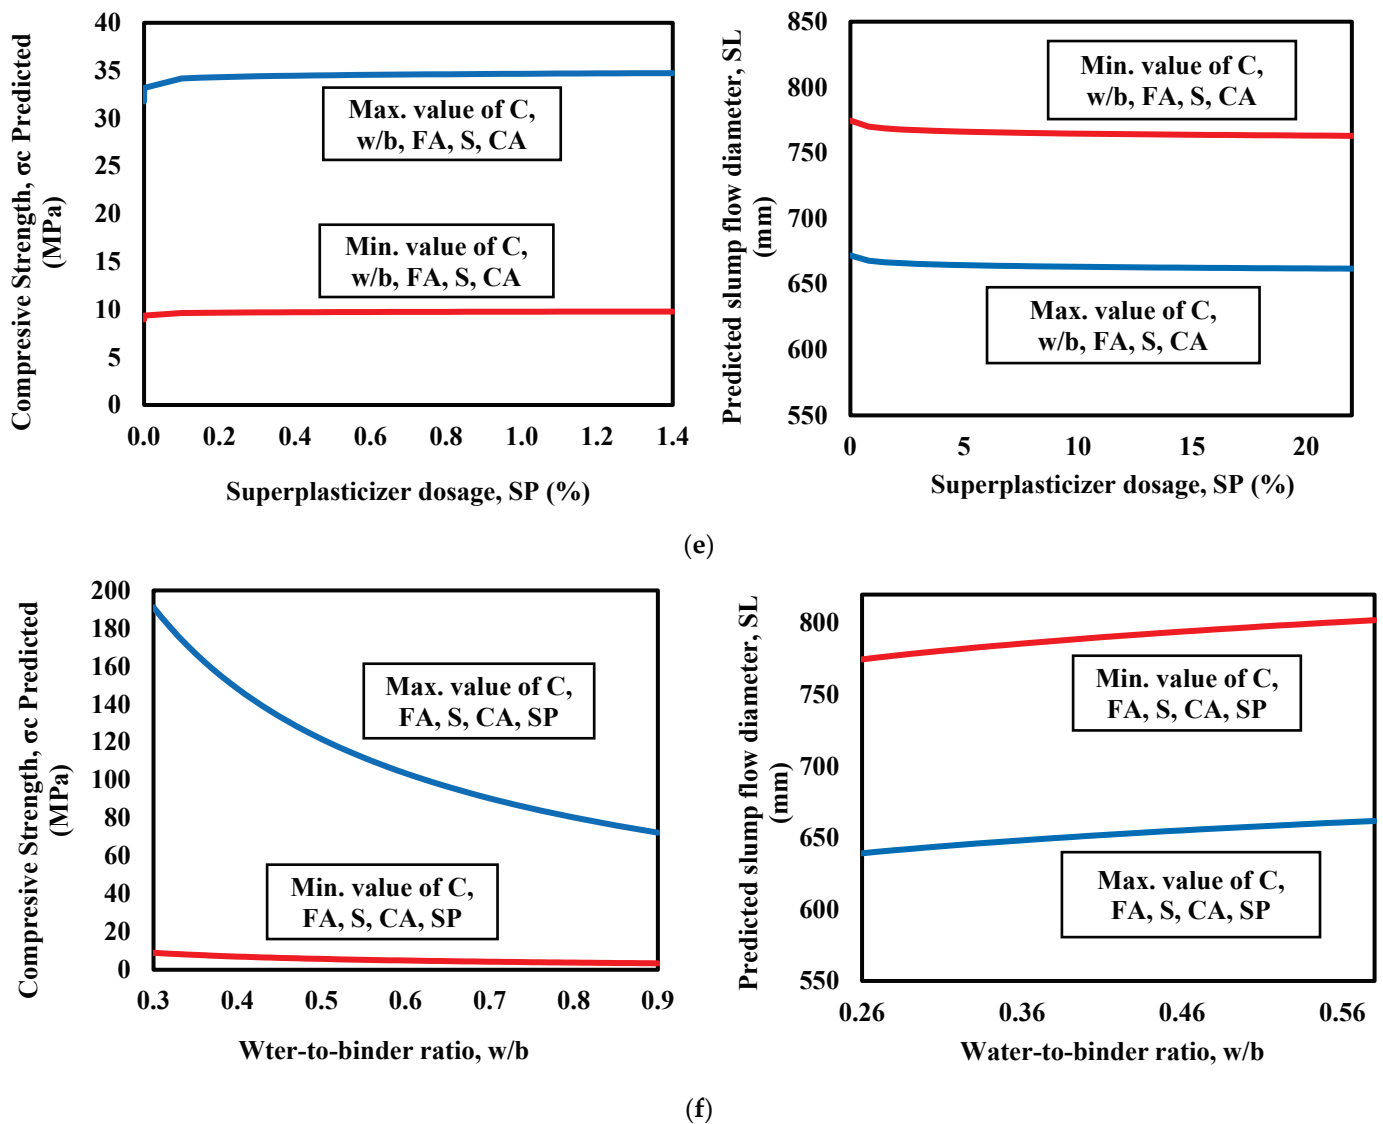 40
35
30
25
20
15
10
5
0
Compresive Strength, σc Predicted
(MPa)
Max. value of C,
w/b, FA, S, CA
Min. value of C,
w/b, FA, S, CA
0.0 0.2 0.4 0.6 0.8 1.0 1.2 1.4
Superplasticizer dosage, SP (%)
850
800
750
700
650
600
550
Predicted slump flow diameter, SL
(mm)
Min. value of C,
w/b, FA, S, CA
Max. value of C,
w/b, FA, S, CA
0 5 10 15 20
Superplasticizer dosage, SP (%)
(e)
200
180
160
140
120
100
80
60
40
20
0
Compresive Strength, σc Predicted
(MPa)
Max. value of C,
FA, S, CA, SP
Min. value of C,
FA, S, CA, SP
0.3 0.4 0.5 0.6 0.7 0.8 0.9
Wter-to-binder ratio, w/b
800
750
700
650
600
550
Predicted slump flow diameter, SL
(mm)
Min. value of C,
FA, S, CA, SP
Max. value of C,
FA, S, CA, SP
0.26 0.36 0.46 0.56
Water-to-binder ratio, w/b
(f)